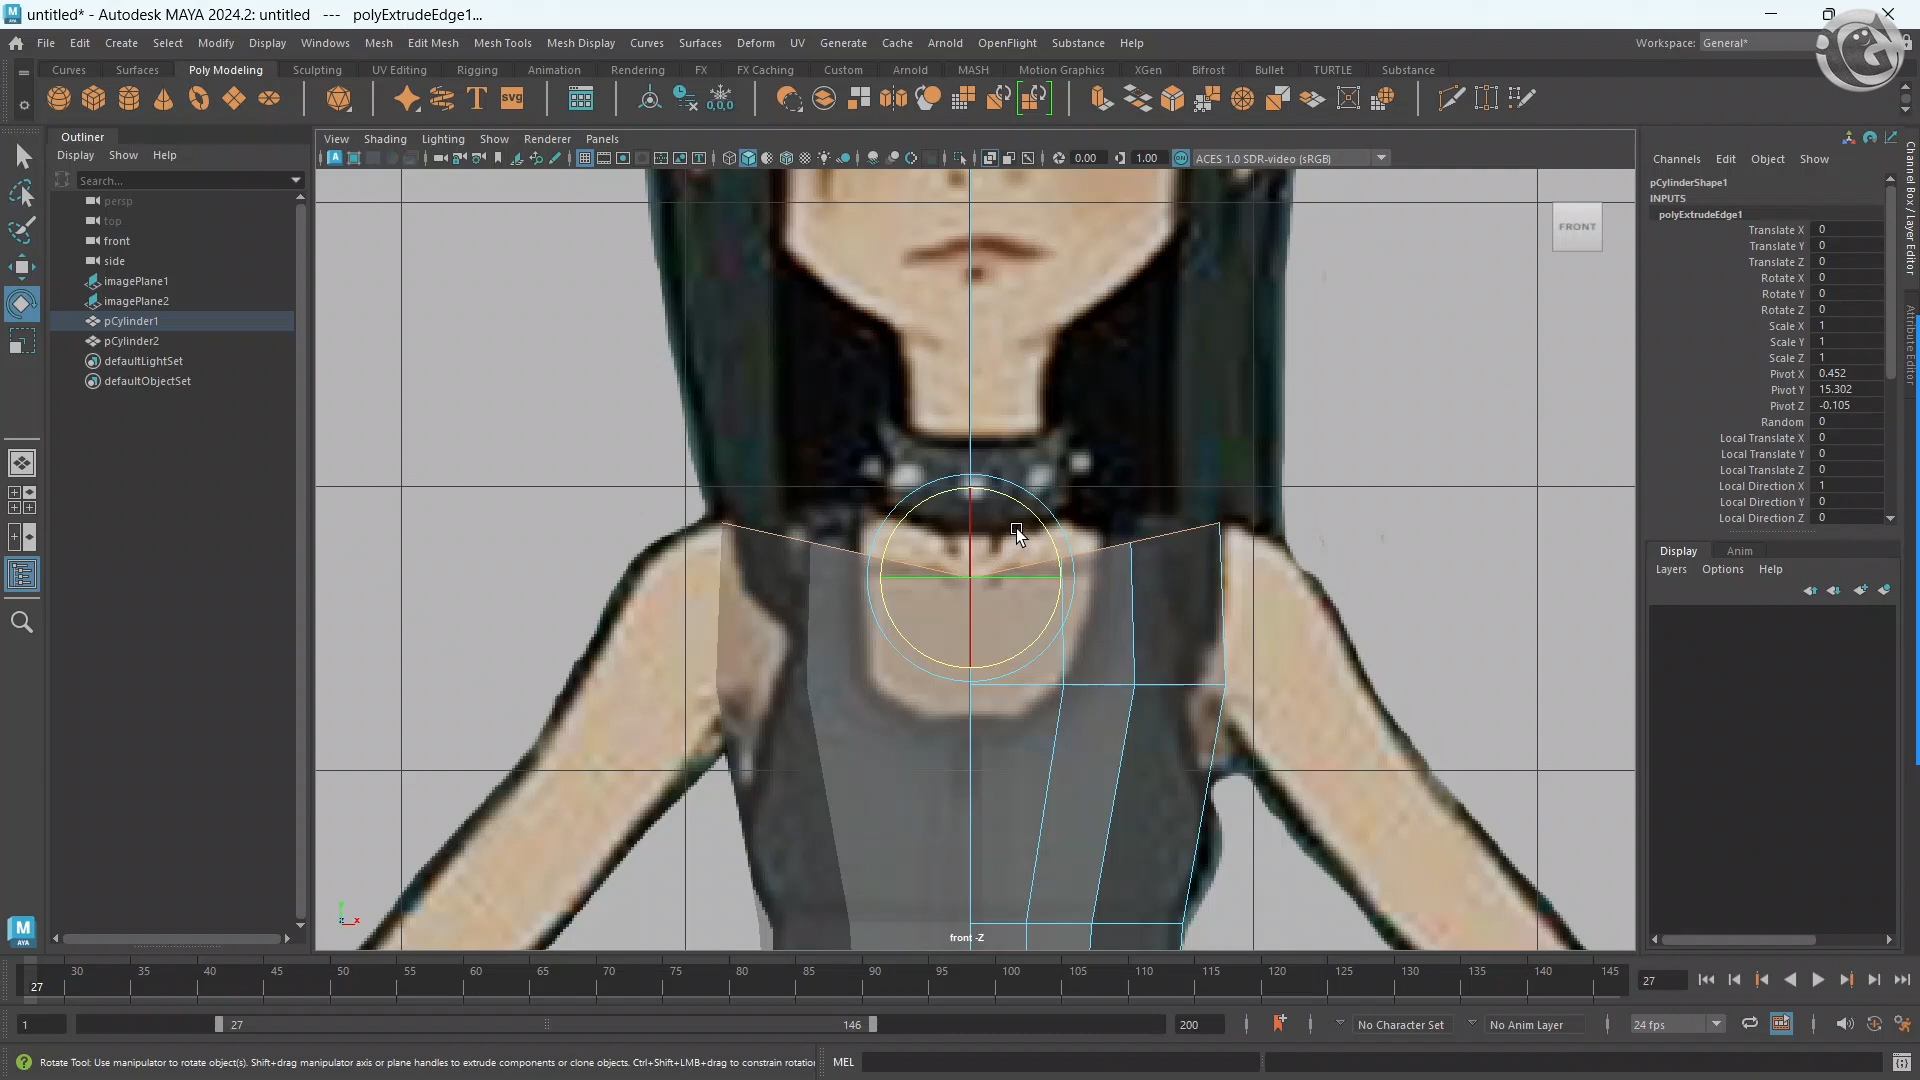 untitled* - Autodesk MAYA 2024.2: untitled   ---   polyExtrudeEdge1...
File Edit Create Select Modify Display Windows Mesh Edit Mesh Mesh Tools Mesh Display Curves Surfaces Deform UV Generate Cache Arnold OpenFlight Substance Help
Workspace: General*
Curves Surfaces Poly Modeling Sculpting UV Editing Rigging Animation Rendering FX FX Caching Custom Arnold MASH Motion Graphics XGen Bifrost Bullet TURTLE Substance
SVG
0,0,0
Outliner
Display Show Help
Search...
persp
top
front
side
imagePlane1
imagePlane2
pCylinder1
pCylinder2
defaultLightSet
defaultObjectSet
View Shading Lighting Show Renderer Panels
0.00 1.00 ACES 1.0 SDR-video (sRGB)
FRONT
front -Z
Channels Edit Object Show
pCylinderShape1
INPUTS
polyExtrudeEdge1
Translate X 0
Translate Y 0
Translate Z 0
Rotate X 0
Rotate Y 0
Rotate Z 0
Scale X 1
Scale Y 1
Scale Z 1
Pivot X 0.452
Pivot Y 15.302
Pivot Z -0.105
Random 0
Local Translate X 0
Local Translate Y 0
Local Translate Z 0
Local Direction X 1
Local Direction Y 0
Local Direction Z 0
Channel Box / Layer Editor
Attribute Editor
Display Anim
Layers Options Help
30 35 40 45 50 55 60 65 70 75 80 85 90 95 100 105 110 115 120 125 130 135 140 145
27
27
1 27 146 200 No Character Set No Anim Layer 24 fps
Rotate Tool: Use manipulator to rotate object(s). Shift+drag manipulator axis or plane handles to extrude components or clone objects. Ctrl+Shift+LMB+drag to constrain rotatio
MEL
M
AYA